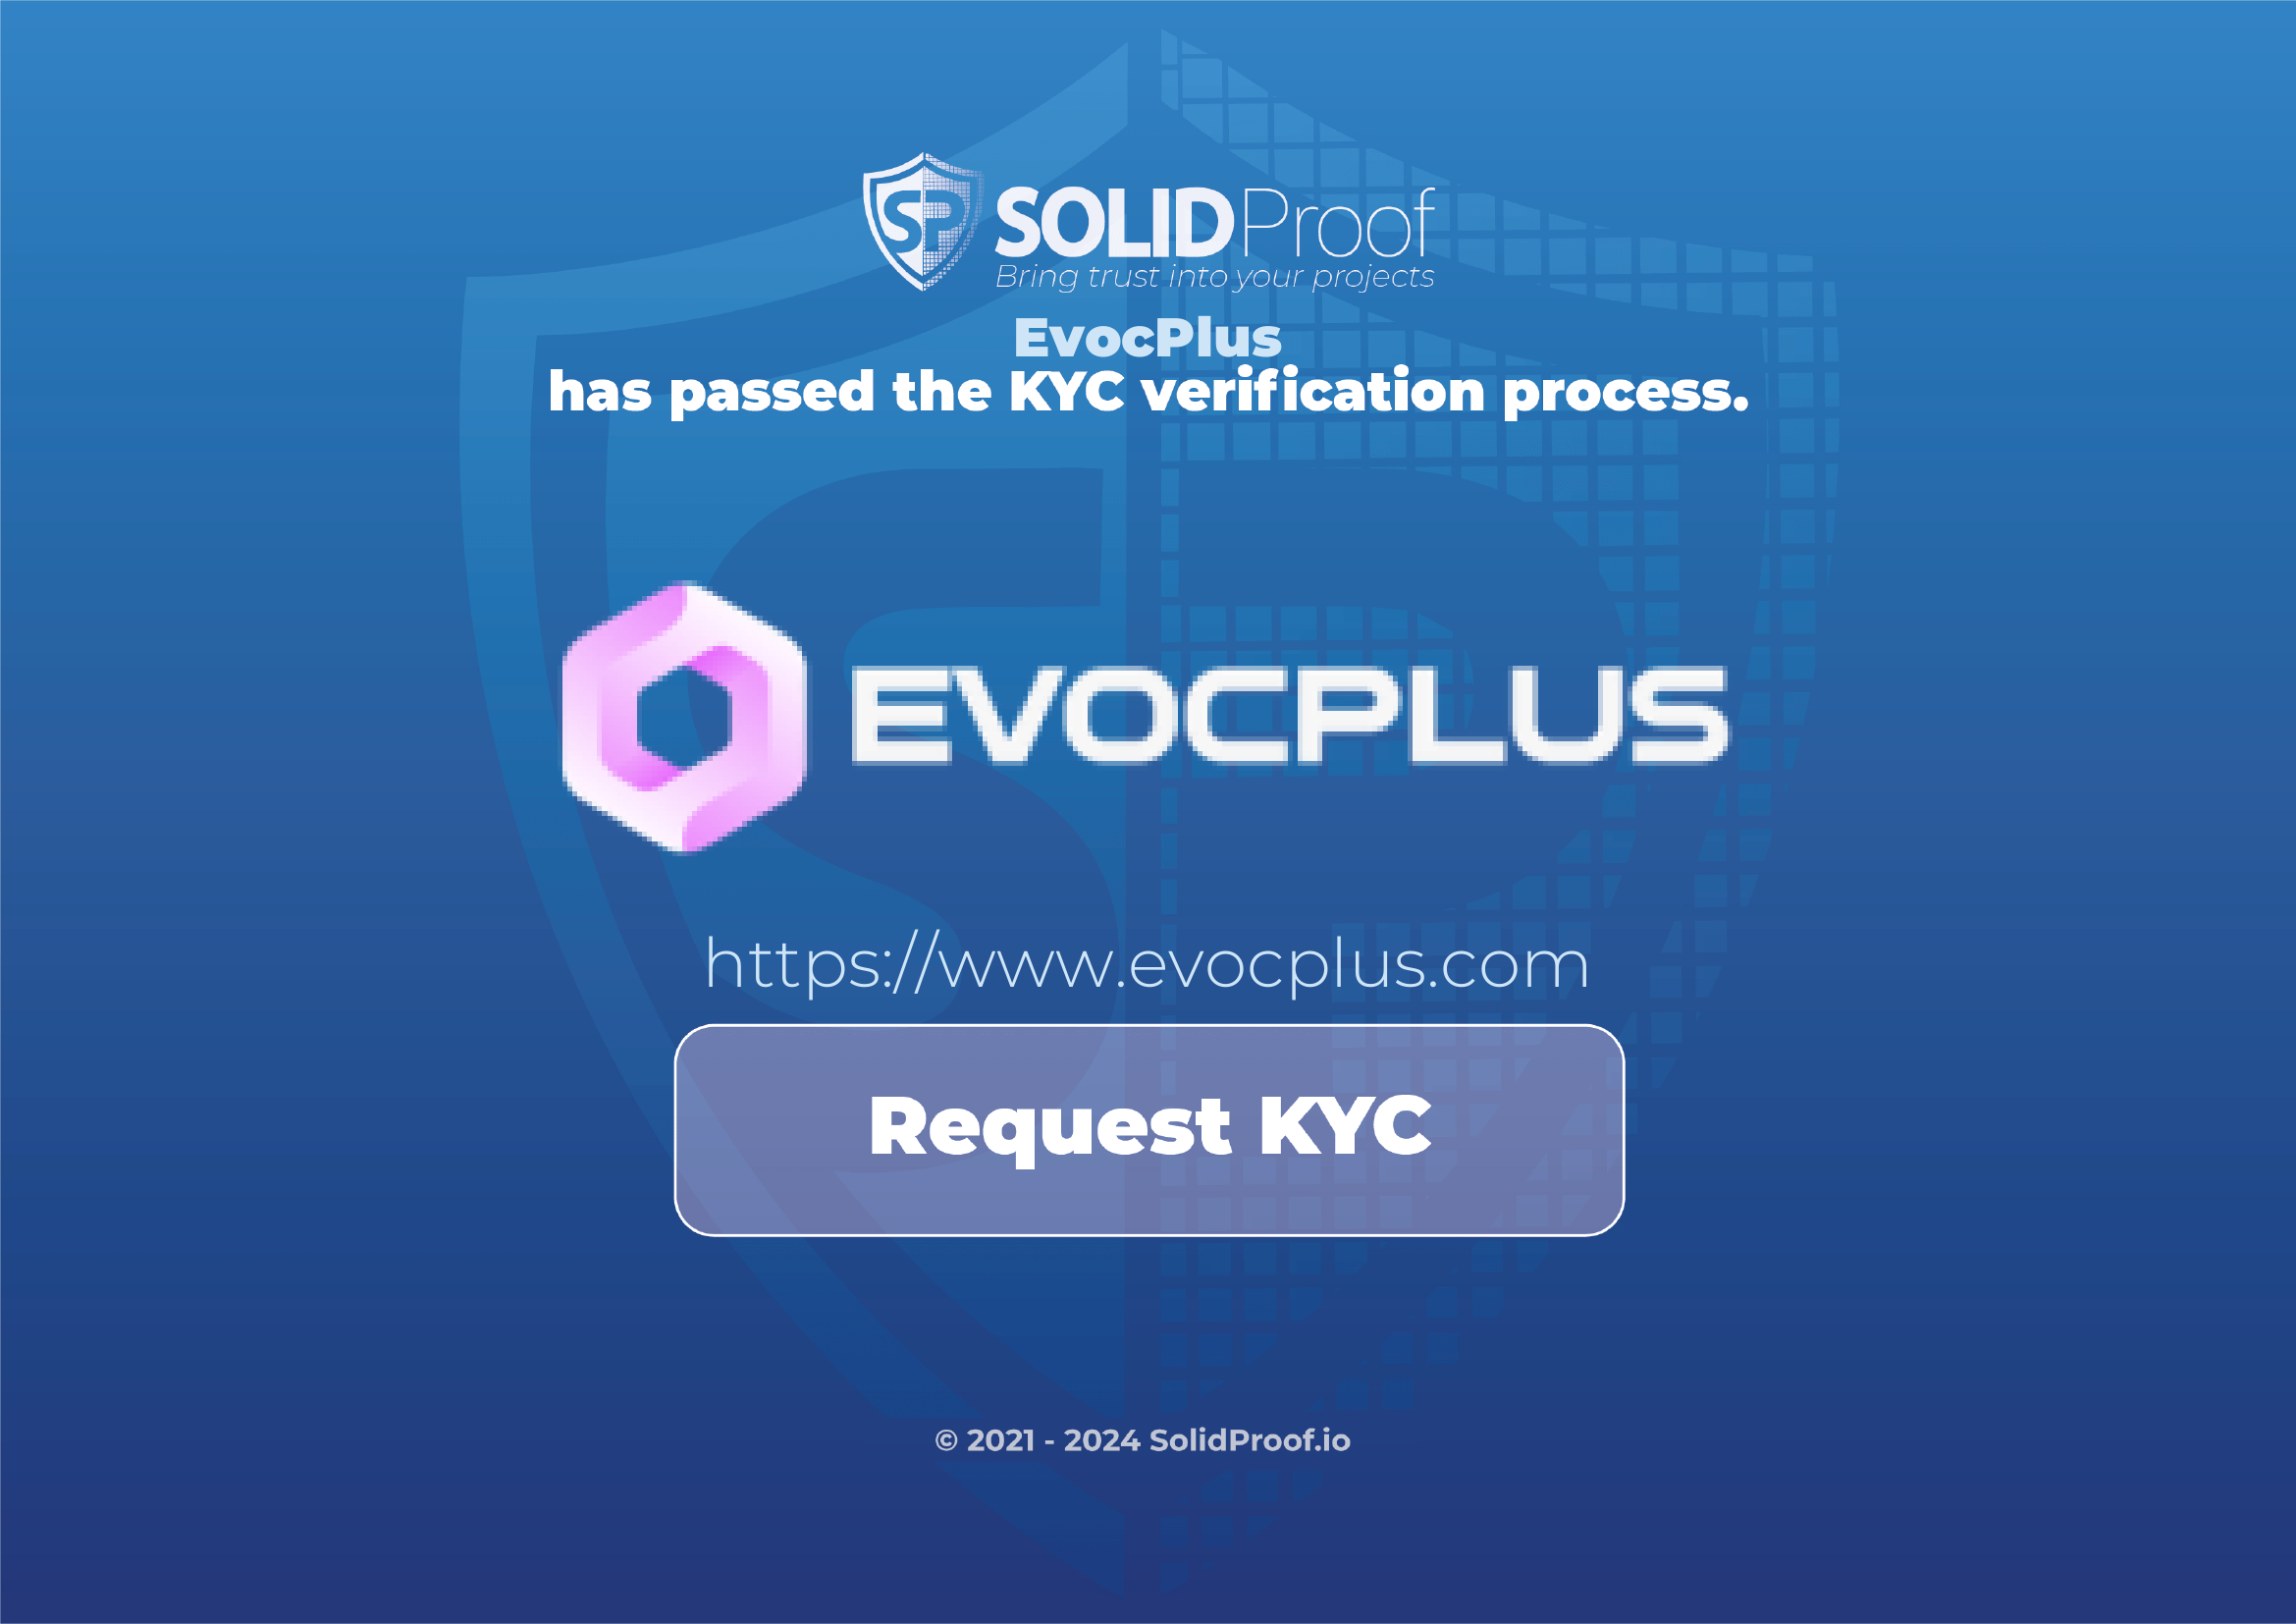 SP SOLIDProof
Bring trust into your projects
EvocPlus
has passed the KYC verification process.
EVOCPLUS
https://www.evocplus.com
Request KYC
© 2021 - 2024 SolidProof.io